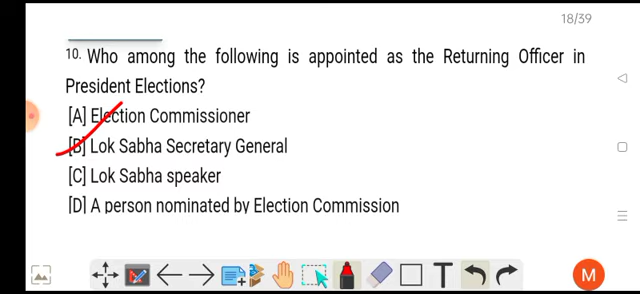 18/39
10. Who among the following is appointed as the Returning Officer in
President Elections?
[A] Election Commissioner
[B] Lok Sabha Secretary General
[C] Lok Sabha speaker
[D] A person nominated by Election Commission
T
M